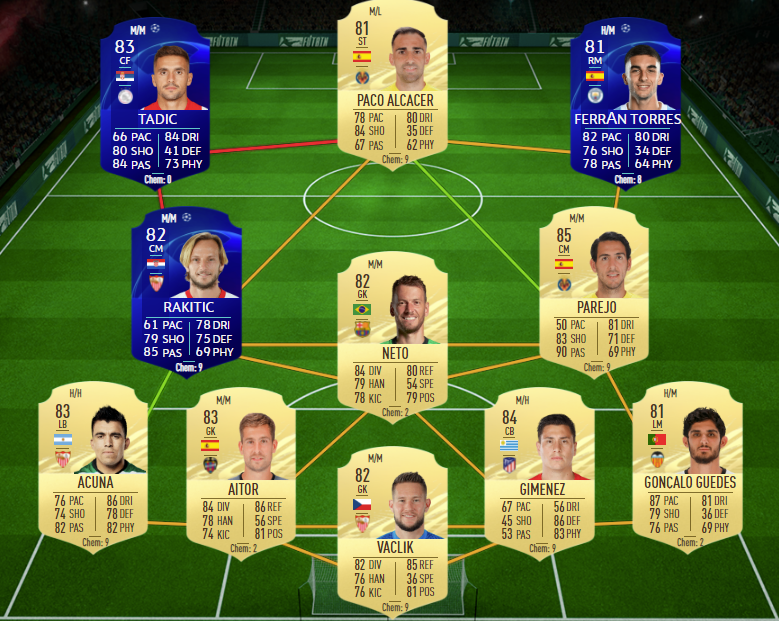 M/M
83
CF
TADIC
66 PAC 84 DRI
80 SHO 41 DEF
84 PAS 73 PHY
Chem: 0
M/L
81
ST
PACO ALCACER
78 PAC 80 DRI
84 SHO 35 DEF
67 PAS 62 PHY
Chem: 9
H/M
81
RM
FERRÁN TORRES
82 PAC 80 DRI
76 SHO 34 DEF
78 PAS 64 PHY
Chem: 8
M/M
82
CM
RAKITIC
61 PAC 78 DRI
79 SHO 75 DEF
85 PAS 69 PHY
Chem: 9
M/M
82
GK
NETO
84 DIV 80 REF
79 HAN 54 SPE
78 KIC 79 POS
Chem: 2
M/M
85
CM
PAREJO
50 PAC 81 DRI
83 SHO 71 DEF
90 PAS 69 PHY
Chem: 9
H/H
83
LB
ACUNA
76 PAC 86 DRI
74 SHO 78 DEF
82 PAS 82 PHY
Chem: 9
M/M
83
GK
AITOR
84 DIV 86 REF
78 HAN 56 SPE
74 KIC 81 POS
Chem: 2
M/M
82
GK
VACLIK
82 DIV 85 REF
76 HAN 36 SPE
76 KIC 81 POS
Chem: 9
M/H
84
CB
GIMENEZ
67 PAC 56 DRI
45 SHO 86 DEF
53 PAS 83 PHY
Chem: 9
H/M
81
LM
GONCALO GUEDES
87 PAC 81 DRI
79 SHO 36 DEF
76 PAS 69 PHY
Chem: 2